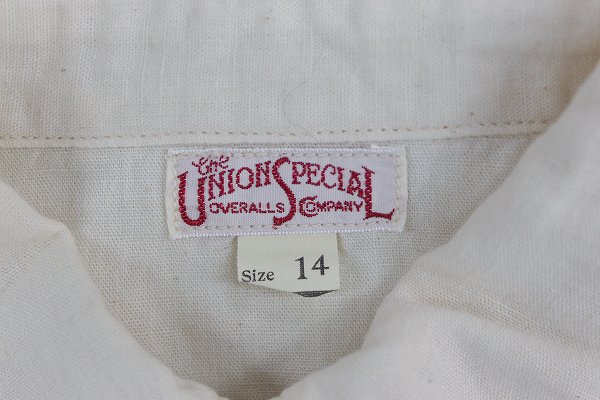 The
UNION SPECIAL
OVERALLS COMPANY
Size 14